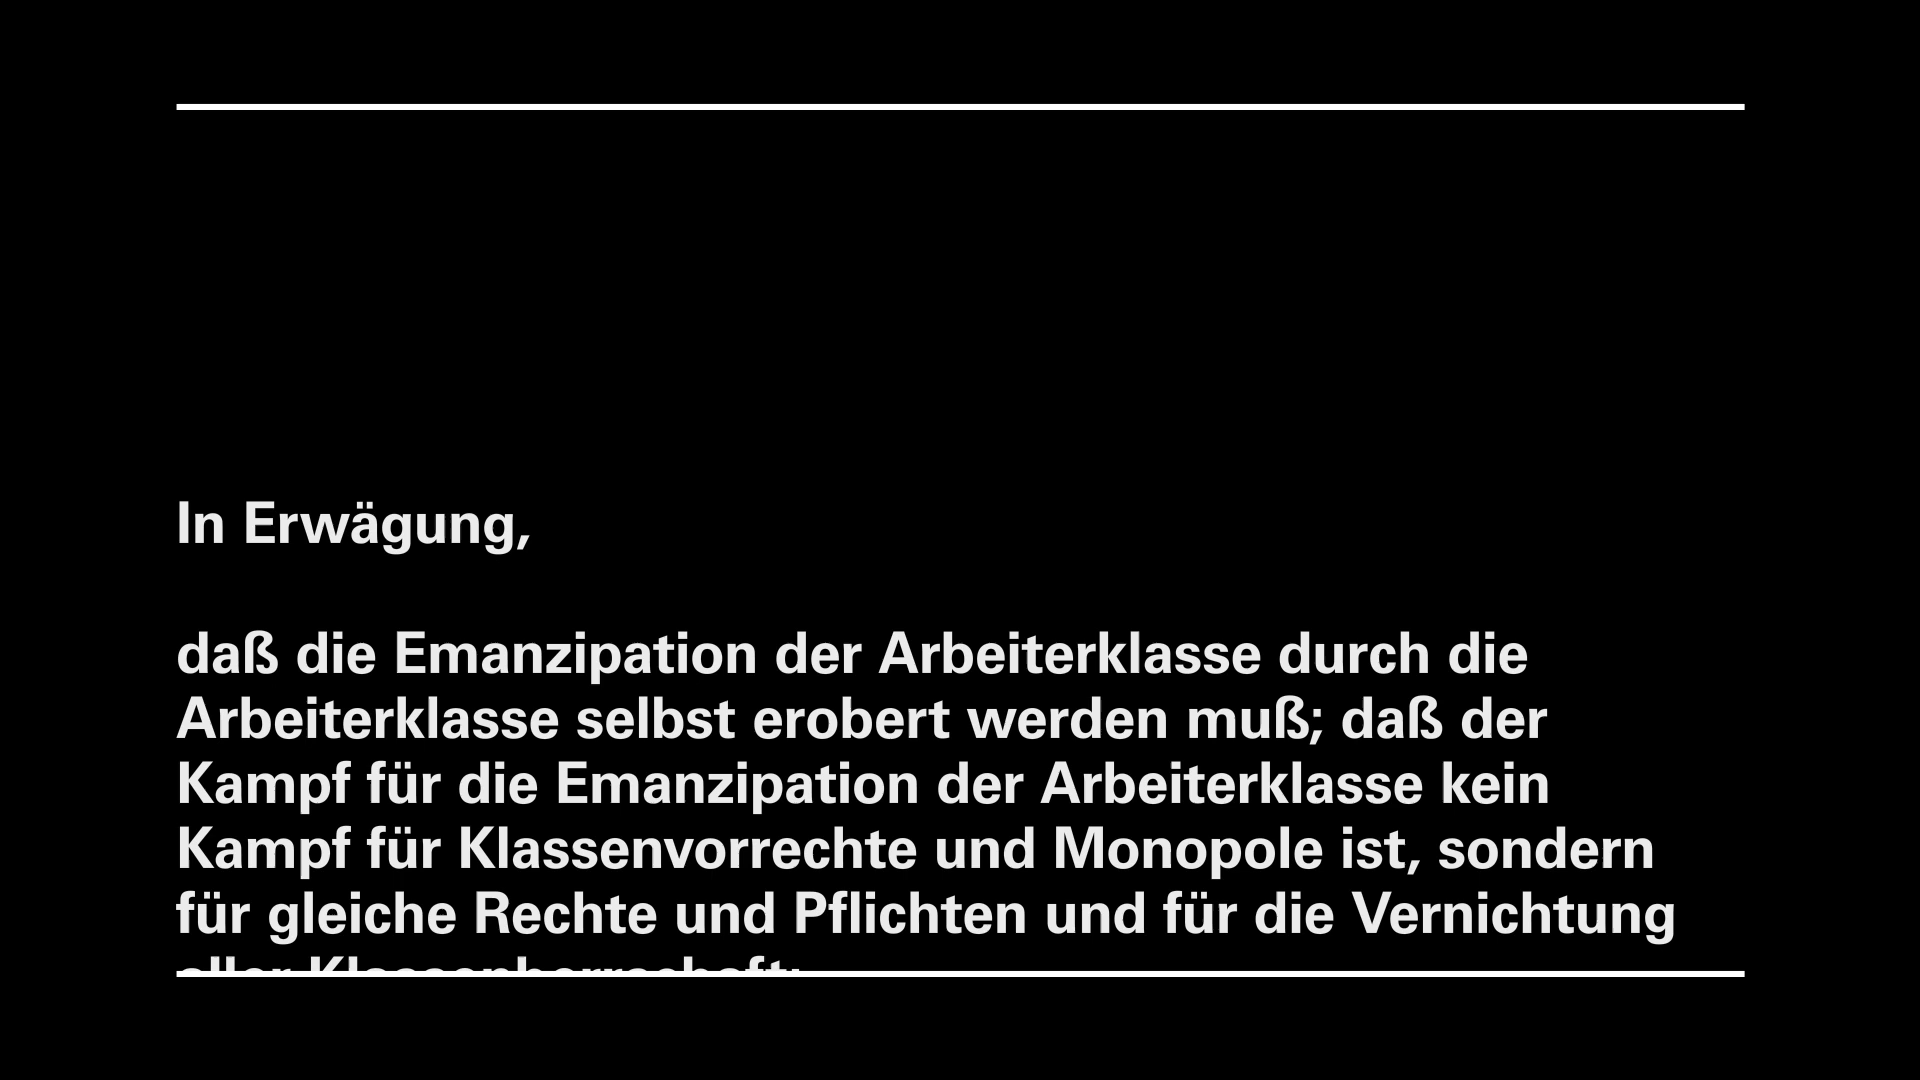 In Erwägung,
daß die Emanzipation der Arbeiterklasse durch die
Arbeiterklasse selbst erobert werden muß; daß der
Kampf für die Emanzipation der Arbeiterklasse kein
Kampf für Klassenvorrechte und Monopole ist, sondern
für gleiche Rechte und Pflichten und für die Vernichtung
aller Klassenherrschaft;